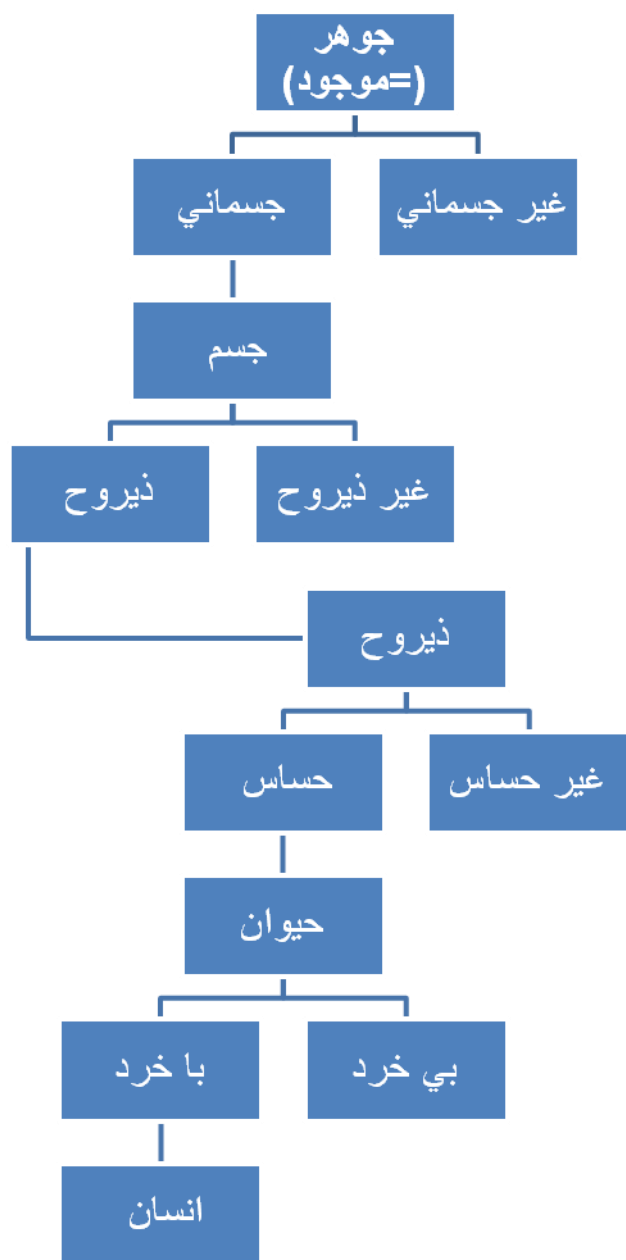 جوهر
(=موجود)
غير جسماني
جسماني
جسم
غير ذيروح
ذيروح
ذيروح
غير حساس
حساس
حيوان
بي خرد
با خرد
انسان